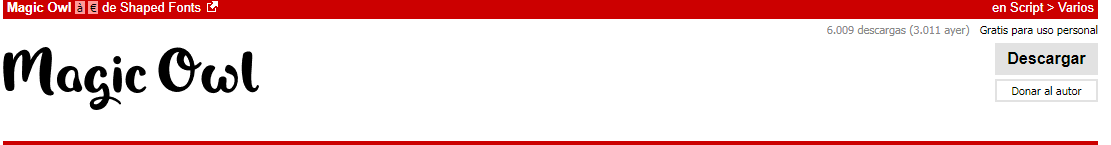 Magic Owl à € de Shaped Fonts en Script > Varios
6.009 descargas (3.011 ayer) Gratis para uso personal
Magic Owl
Descargar
Donar al autor